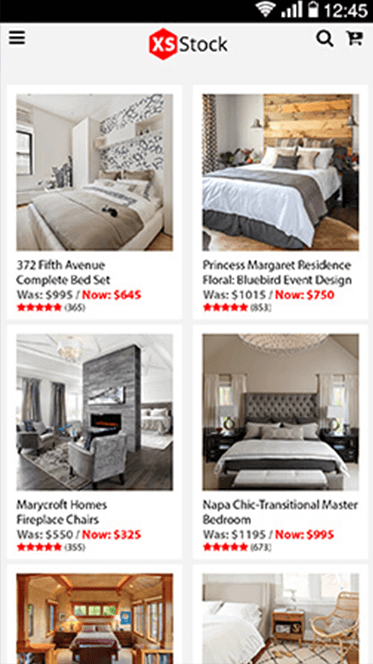 12:45
XS Stock
372 Fifth Avenue
Complete Bed Set
Was: $995 / Now: $645
(365)
Princess Margaret Residence
Floral: Bluebird Event Design
Was: $1015 / Now: $750
(853)
Marycroft Homes
Fireplace Chairs
Was: $550 / Now: $325
(355)
Napa Chic-Transitional Master
Bedroom
Was: $1195 / Now: $995
(673)